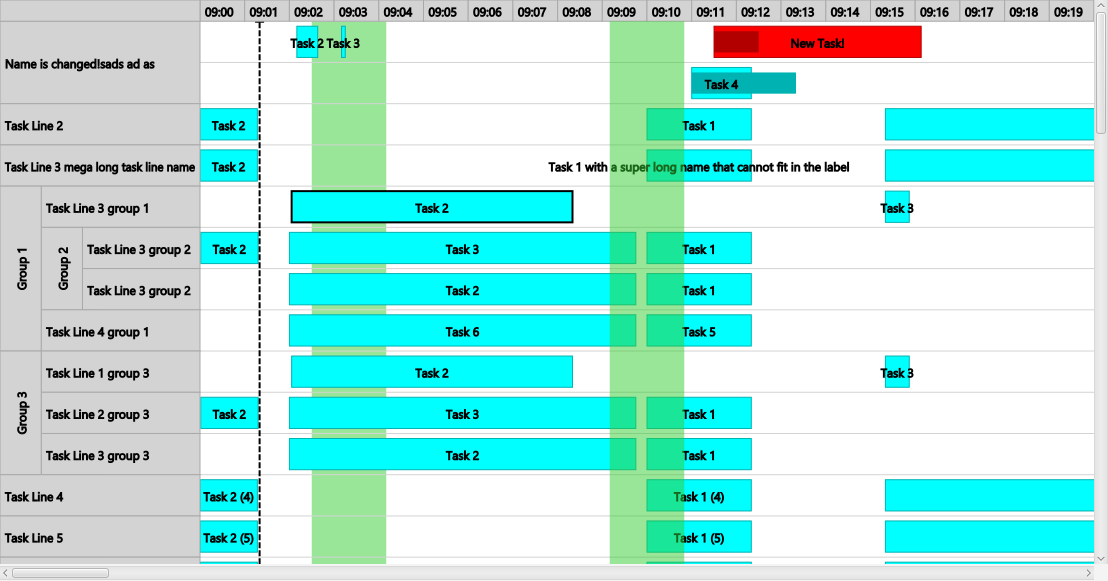 09:00 09:01 09:02 09:03 09:04 09:05 09:06 09:07 09:08 09:09 09:10 09:11 09:12 09:13 09:14 09:15 09:16 09:17 09:18 09:19
Name is changed!sads ad as
Task 2 Task 3 New Task!
Task 4
Task Line 2 Task 2 Task 1
Task Line 3 mega long task line name Task 2 Task 1 with a super long name that cannot fit in the label
Group 1
Task Line 3 group 1 Task 2 Task 3
Group 2
Task Line 3 group 2 Task 2 Task 3 Task 1
Task Line 3 group 2 Task 2 Task 1
Task Line 4 group 1 Task 6 Task 5
Group 3
Task Line 1 group 3 Task 2 Task 3
Task Line 2 group 3 Task 2 Task 3 Task 1
Task Line 3 group 3 Task 2 Task 1
Task Line 4 Task 2 (4) Task 1 (4)
Task Line 5 Task 2 (5) Task 1 (5)